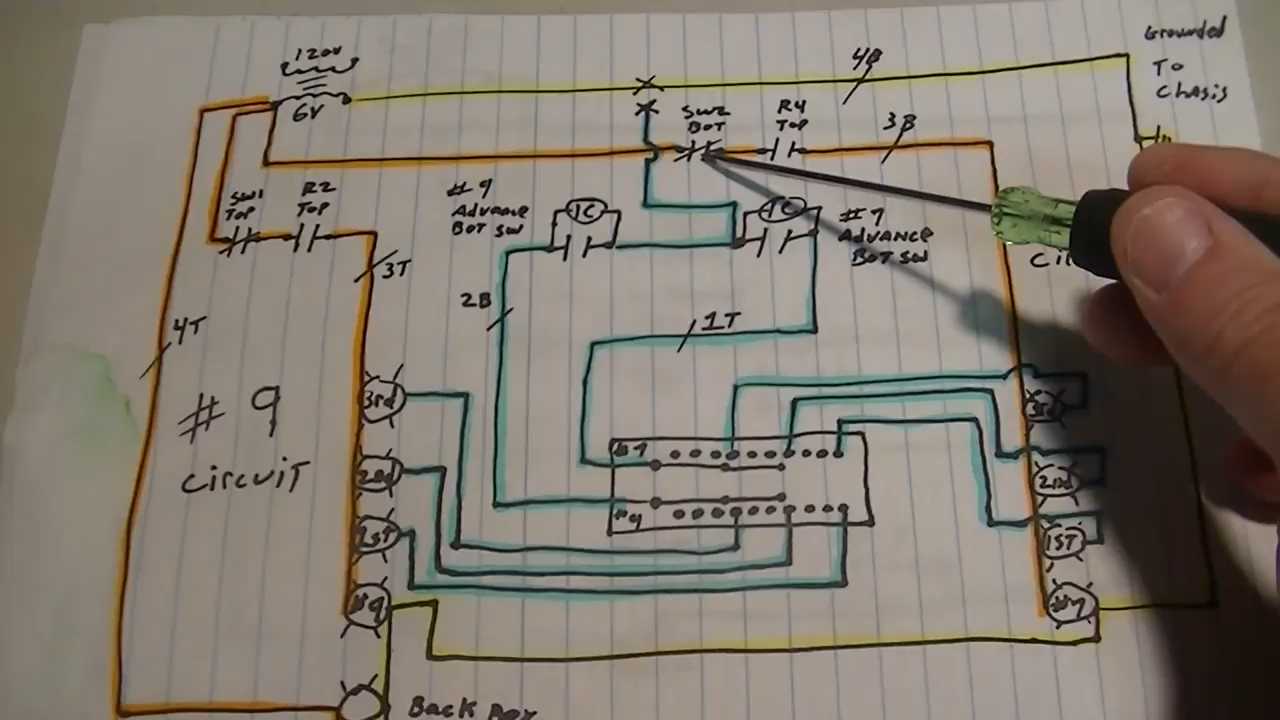 120V
6V
Grounded
To
Chasis
4B
SW2
BOT
R4
TOP
3B
SW1
TOP
R2
TOP
#9
Advance
BOT SW
1C
1C
#7
Advance
BOT SW
3T
2B
1T
4T
#9
circuit
3rd
2nd
1ST
#9
#7
#9
3rd
2nd
1ST
#7
Back Box